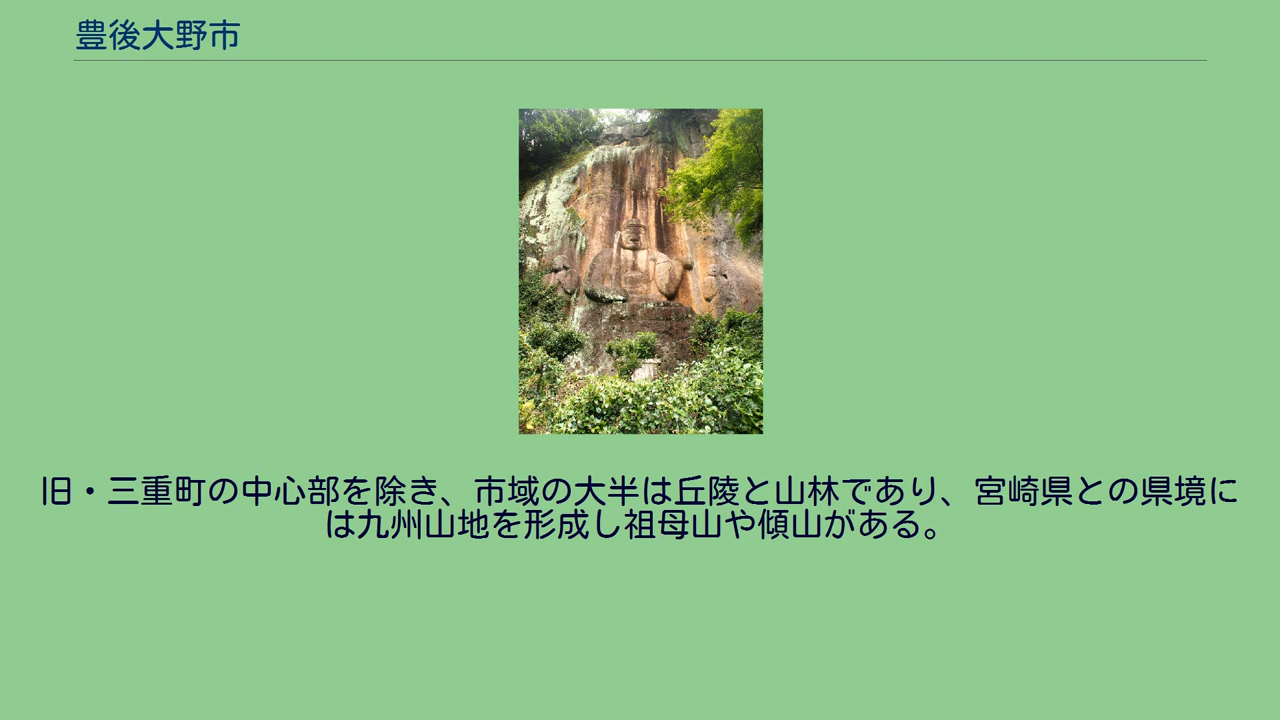 豊後大野市
旧・三重町の中心部を除き、市域の大半は丘陵と山林であり、宮崎県との県境に
は九州山地を形成し祖母山や傾山がある。